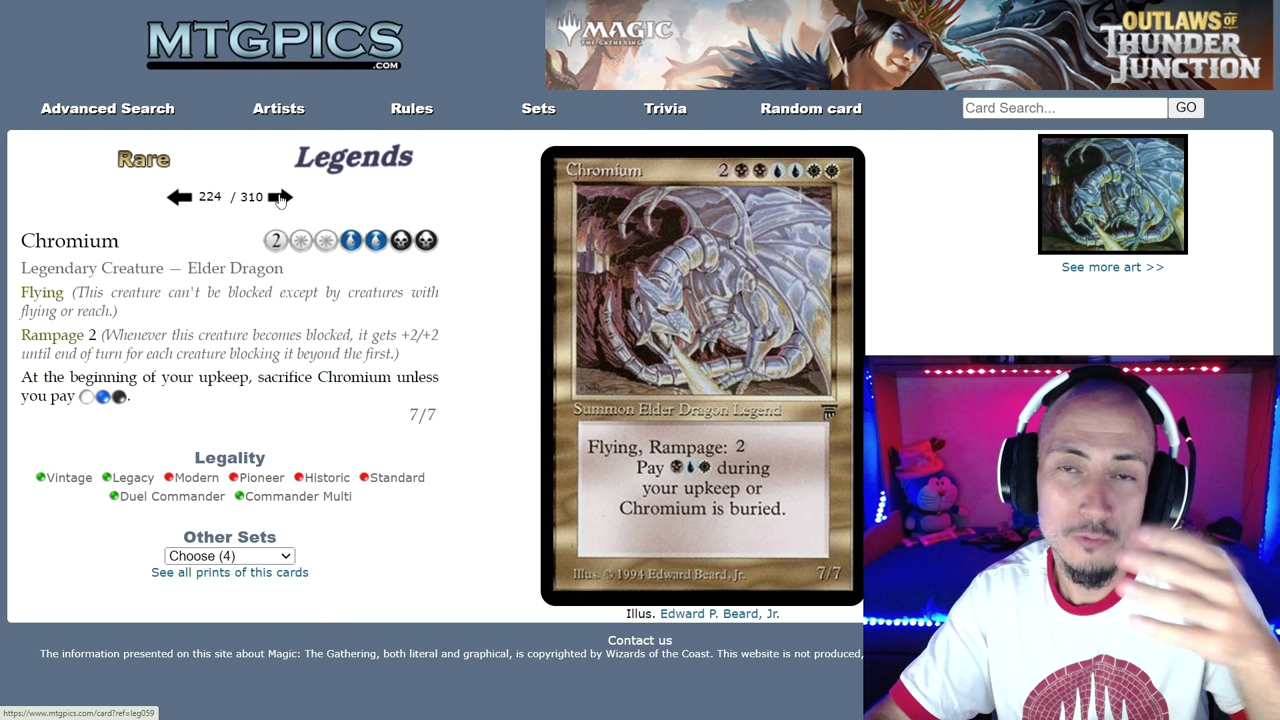 MTGPICS
.COM
MAGIC
THE GATHERING
OUTLAWS OF
THUNDER
JUNCTION
Advanced Search
Artists
Rules
Sets
Trivia
Random card
Card Search...
GO
Rare
Legends
224 / 310
Chromium
2
Legendary Creature — Elder Dragon
Flying (This creature can't be blocked except by creatures with
flying or reach.)
Rampage 2 (Whenever this creature becomes blocked, it gets +2/+2
until end of turn for each creature blocking it beyond the first.)
At the beginning of your upkeep, sacrifice Chromium unless
you pay .
7/7
Legality
Vintage Legacy Modern Pioneer Historic Standard
Duel Commander Commander Multi
Other Sets
Choose (4)
See all prints of this cards
Chromium 2
Summon Elder Dragon Legend
Flying, Rampage: 2
Pay during
your upkeep or
Chromium is buried.
Illus. © 1994 Edward Beard, Jr. 7/7
Illus. Edward P. Beard, Jr.
See more art >>
Contact us
The information presented on this site about Magic: The Gathering, both literal and graphical, is copyrighted by Wizards of the Coast. This website is not produced,
https://www.mtgpics.com/card?ref=leg059